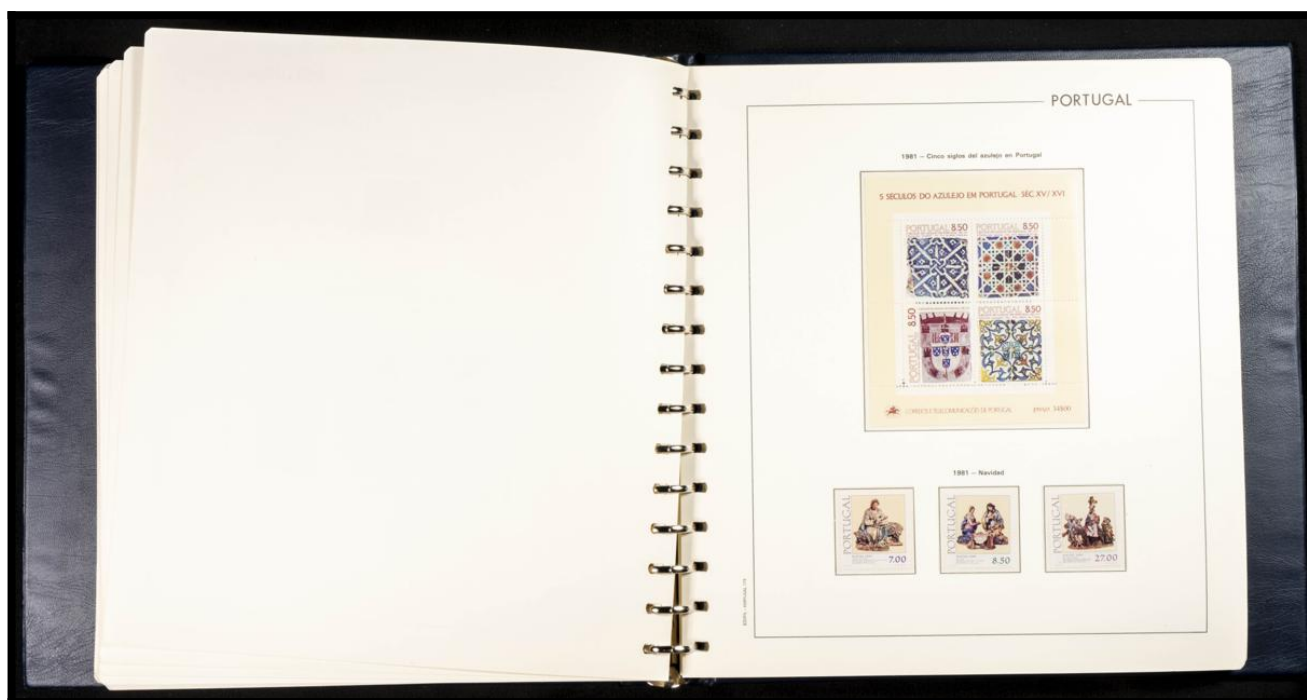 PORTUGAL
1981 – Cinco siglos del azulejo en Portugal
5 SÉCULOS DO AZULEJO EM PORTUGAL - SÉC. XV / XVI
PORTUGAL 8.50
PORTUGAL 8.50
PORTUGAL 8.50
PORTUGAL 8.50
CORREIOS E TELECOMUNICAÇÕES DE PORTUGAL
1981 – Navidad
PORTUGAL 7.00
PORTUGAL 8.50
PORTUGAL 27.00